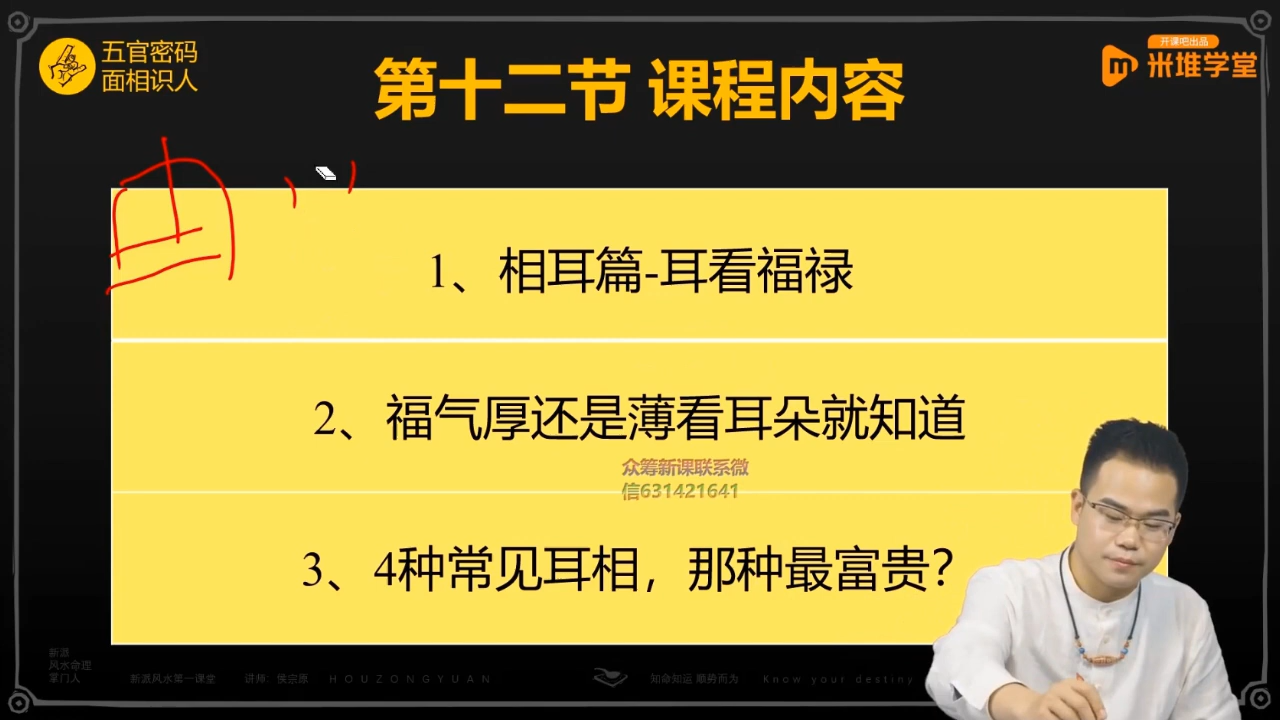 五官密码
面相识人
第十二节 课程内容
开课吧出品
米堆学堂
1、相耳篇-耳看福禄
2、福气厚还是薄看耳朵就知道
众筹新课联系微
信631421641
3、4种常见耳相，那种最富贵？
新派
风水命理
掌门人
新派风水第一课堂
讲师：侯宗原
HOUZONGYUAN
知命知运 顺势而为
Know your destiny